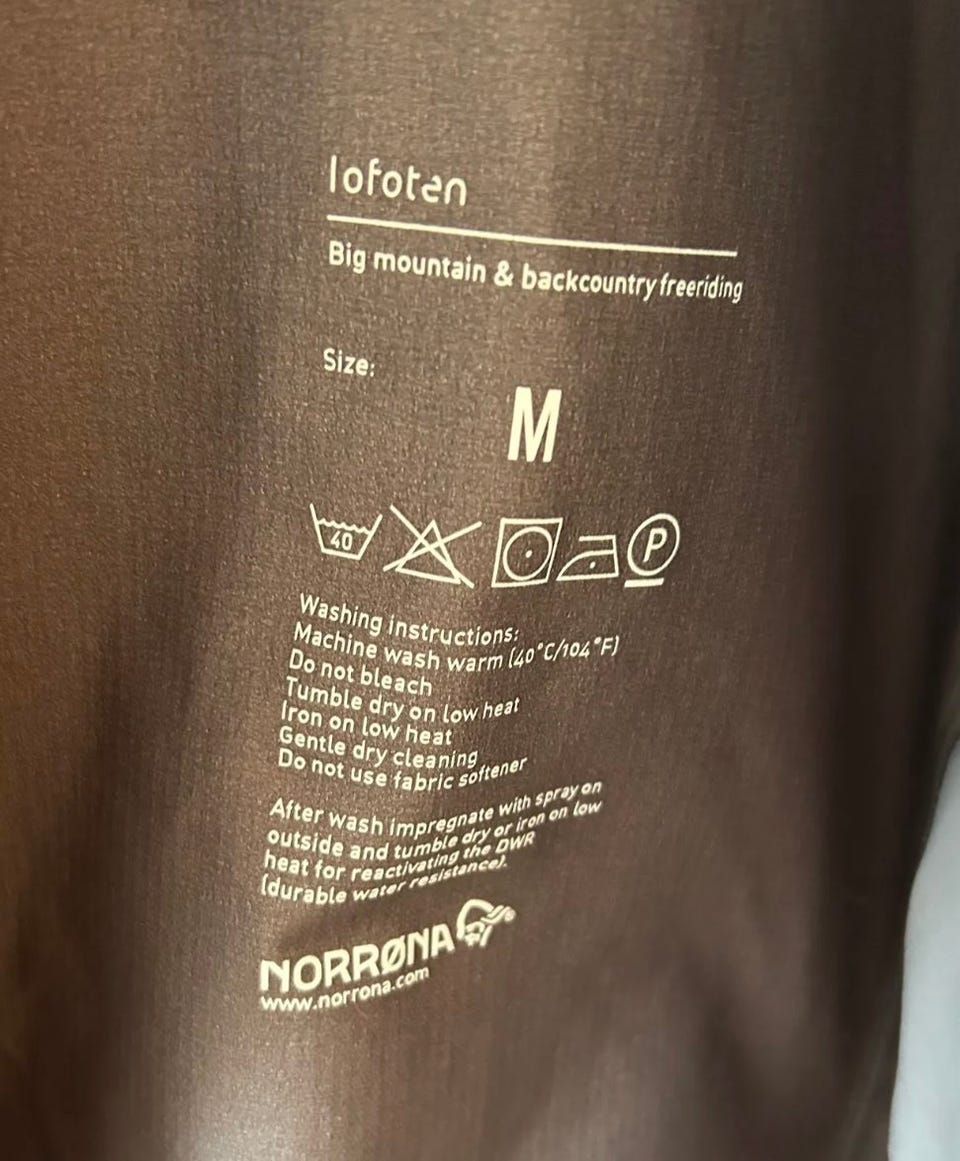 lofoten
Big mountain & backcountry freeriding
Size:
M
40 P
Washing instructions:
Machine wash warm (40°C/104°F)
Do not bleach
Tumble dry on low heat
Iron on low heat
Gentle dry cleaning
Do not use fabric softener
After wash impregnate with spray on
outside and tumble dry or iron on low
heat for reactivating the DWR
(durable water resistance).
NORRØNA
www.norrona.com